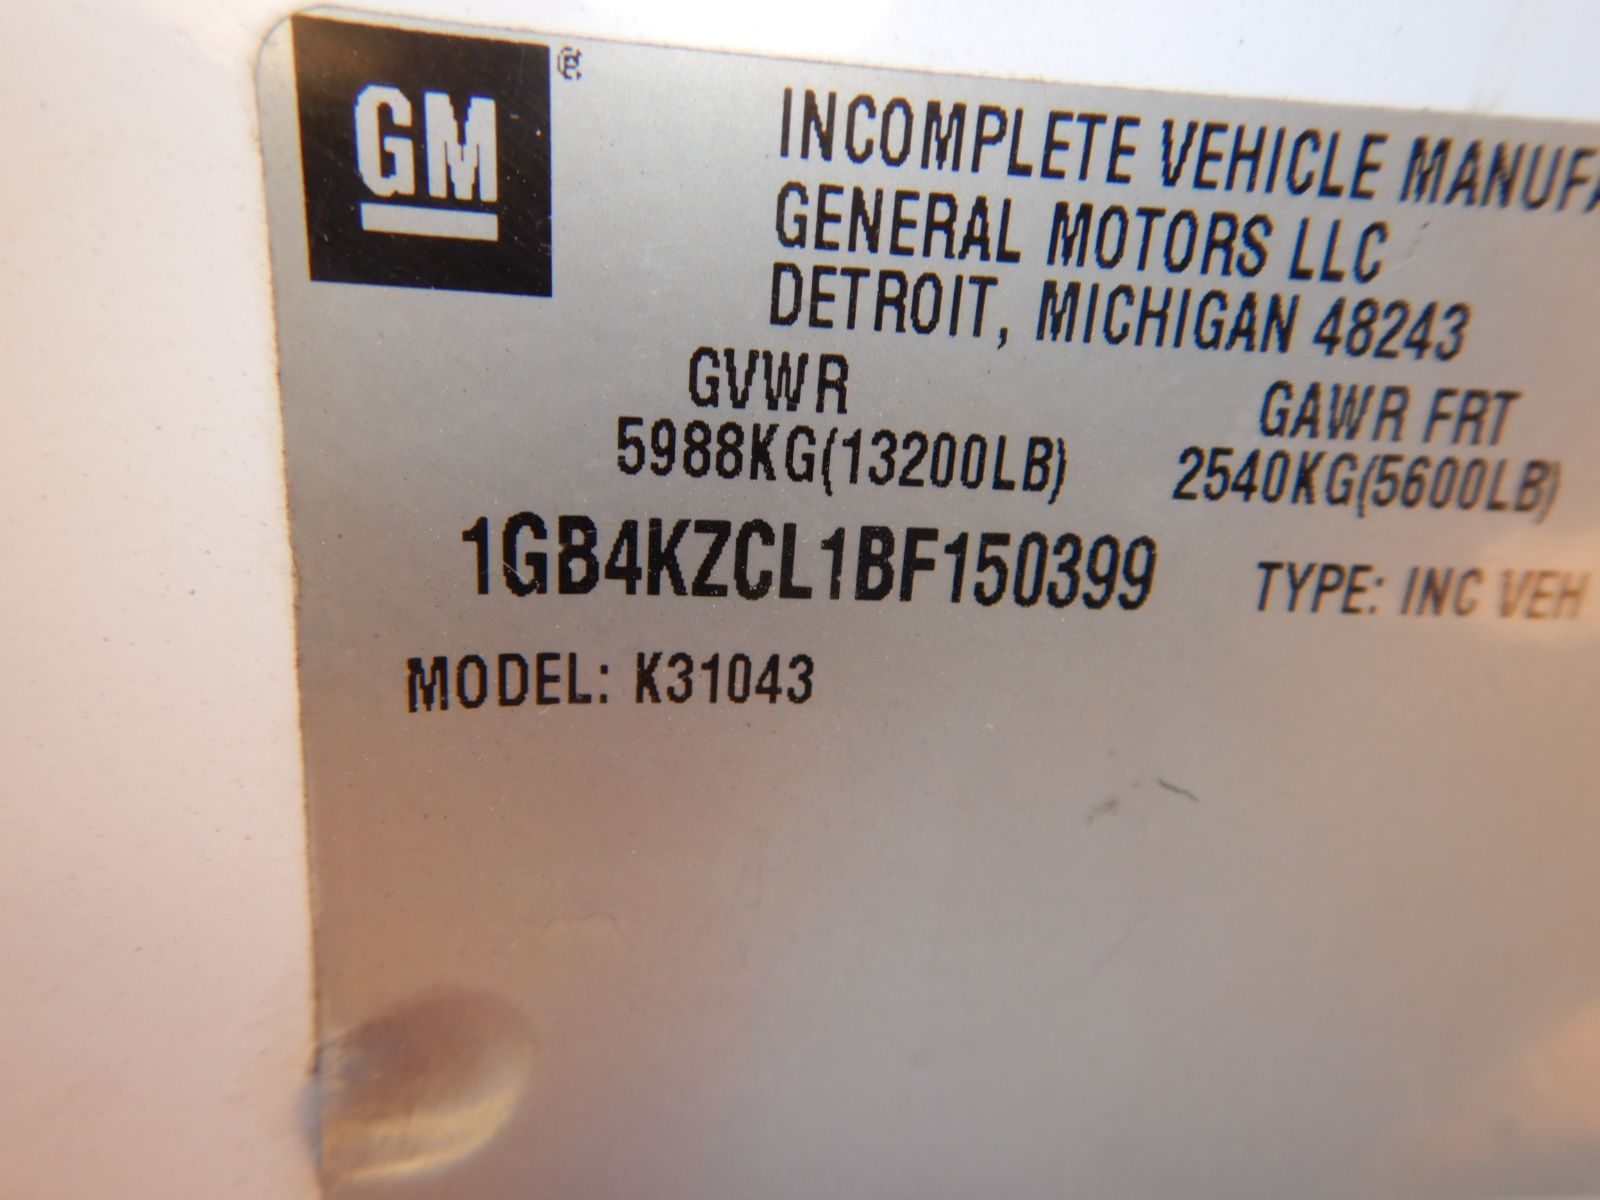 GM
INCOMPLETE VEHICLE MANUFA
GENERAL MOTORS LLC
DETROIT, MICHIGAN 48243
GVWR GAWR FRT
5988KG(13200LB) 2540KG(5600LB)
1GB4KZCL1BF150399 TYPE: INC VEH
MODEL: K31043